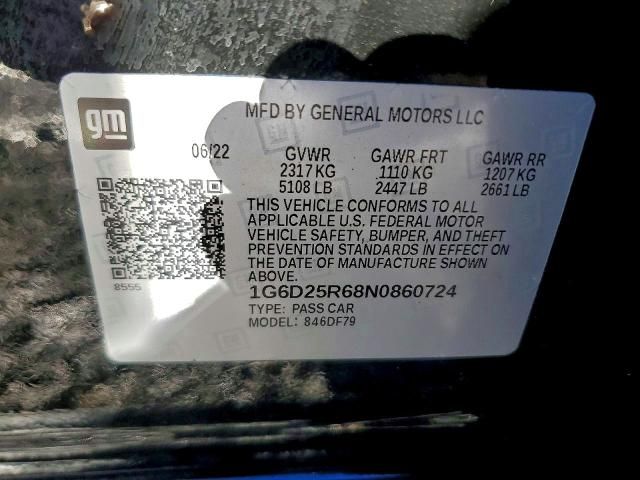 gm
MFD BY GENERAL MOTORS LLC
06/22 GVWR GAWR FRT GAWR RR
2317 KG 1110 KG 1207 KG
5108 LB 2447 LB 2661 LB
THIS VEHICLE CONFORMS TO ALL
APPLICABLE U.S. FEDERAL MOTOR
VEHICLE SAFETY, BUMPER, AND THEFT
PREVENTION STANDARDS IN EFFECT ON
THE DATE OF MANUFACTURE SHOWN
ABOVE.
8555
1G6D25R68N0860724
TYPE: PASS CAR
MODEL: 846DF79